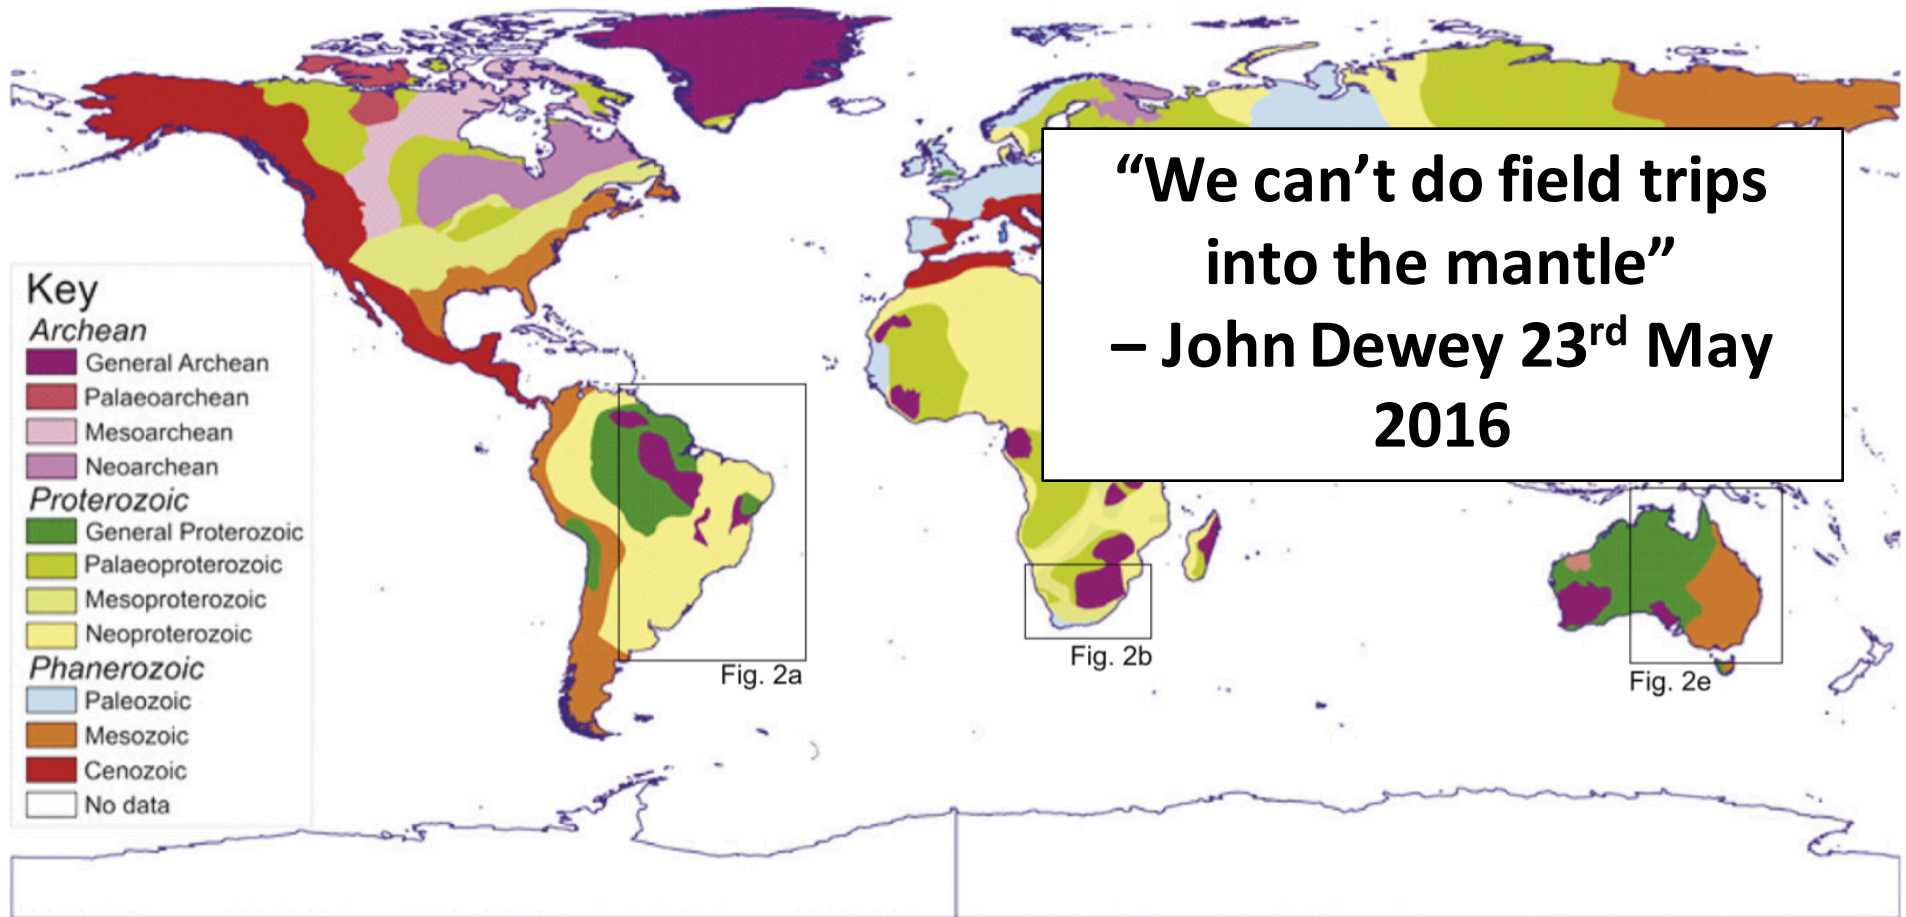 “We can’t do field trips
into the mantle”
– John Dewey 23rd May
2016
Key
Archean
General Archean
Palaeoarchean
Mesoarchean
Neoarchean
Proterozoic
General Proterozoic
Palaeoproterozoic
Mesoproterozoic
Neoproterozoic
Phanerozoic
Paleozoic
Mesozoic
Cenozoic
No data
Fig. 2a
Fig. 2b
Fig. 2e